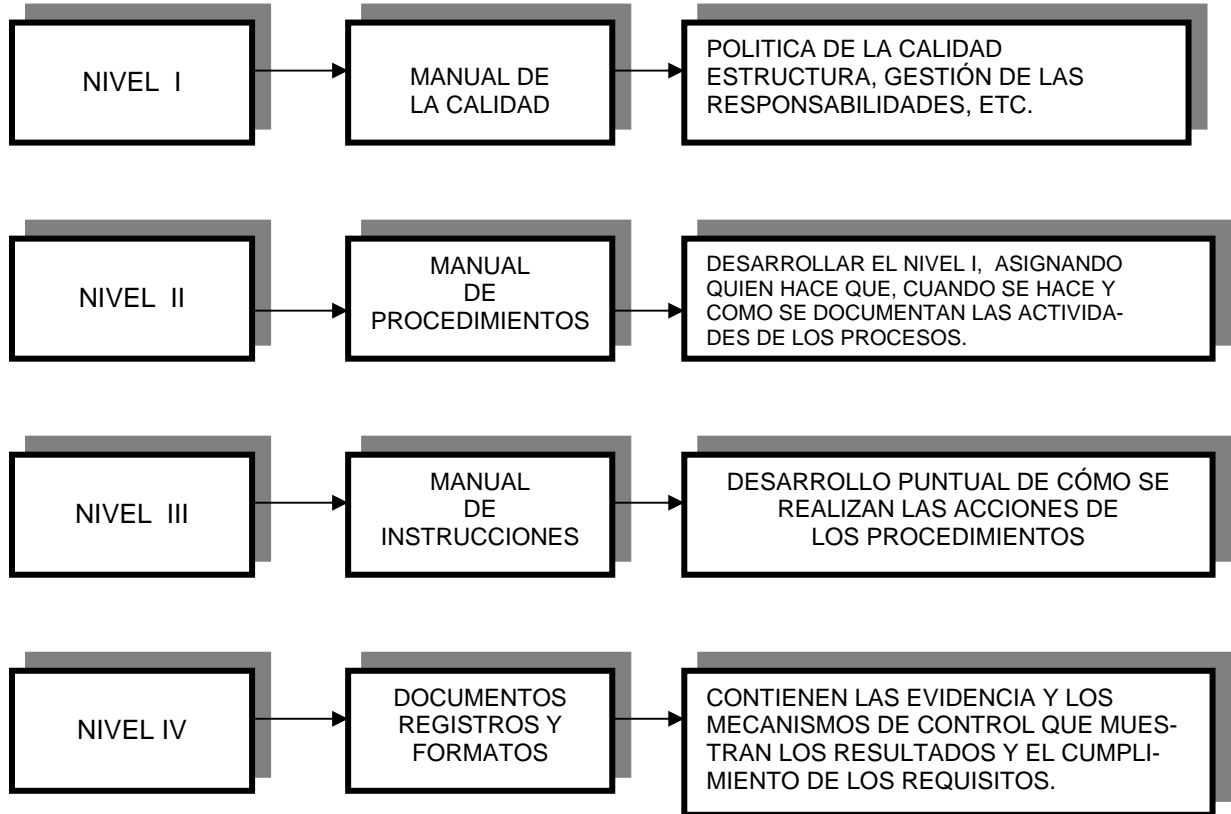 NIVEL I
MANUAL DE
LA CALIDAD
POLITICA DE LA CALIDAD
ESTRUCTURA, GESTIÓN DE LAS
RESPONSABILIDADES, ETC.
NIVEL II
MANUAL
DE
PROCEDIMIENTOS
DESARROLLAR EL NIVEL I, ASIGNANDO
QUIEN HACE QUE, CUANDO SE HACE Y
COMO SE DOCUMENTAN LAS ACTIVIDA-
DES DE LOS PROCESOS.
NIVEL III
MANUAL
DE
INSTRUCCIONES
DESARROLLO PUNTUAL DE CÓMO SE
REALIZAN LAS ACCIONES DE
LOS PROCEDIMIENTOS
NIVEL IV
DOCUMENTOS
REGISTROS Y
FORMATOS
CONTIENEN LAS EVIDENCIA Y LOS
MECANISMOS DE CONTROL QUE MUES-
TRAN LOS RESULTADOS Y EL CUMPLI-
MIENTO DE LOS REQUISITOS.